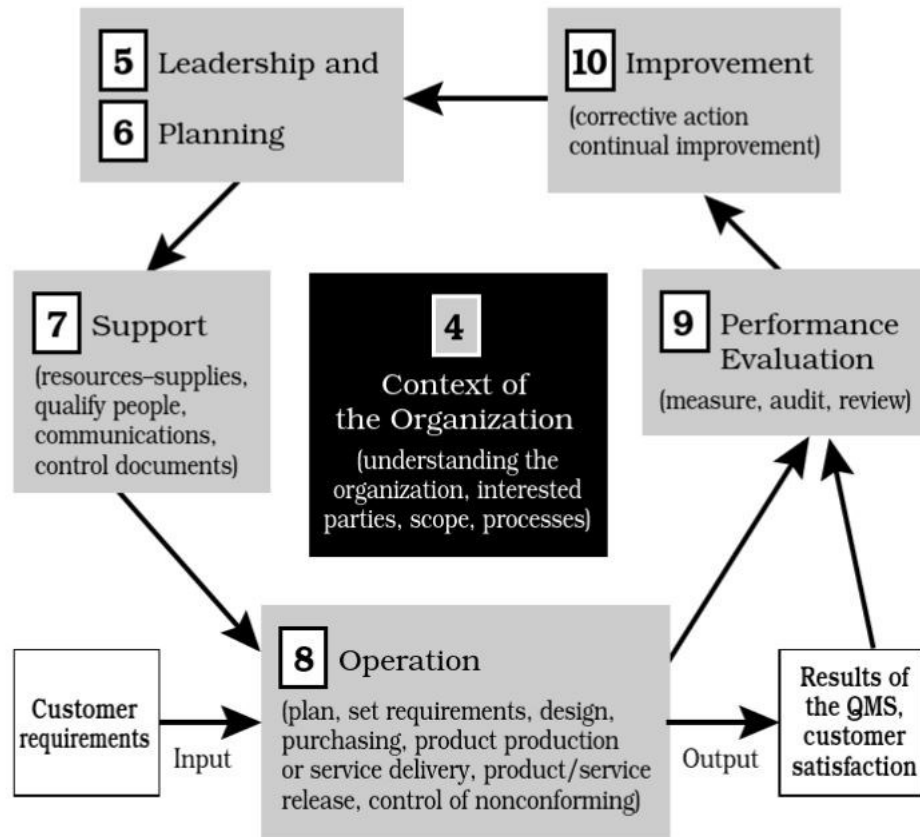 5 Leadership and
6 Planning
10 Improvement
(corrective action
continual improvement)
7 Support
(resources–supplies,
qualify people,
communications,
control documents)
4
Context of
the Organization
(understanding the
organization, interested
parties, scope, processes)
9 Performance
Evaluation
(measure, audit, review)
Customer
requirements
Input
8 Operation
(plan, set requirements, design,
purchasing, product production
or service delivery, product/service
release, control of nonconforming)
Output
Results of
the QMS,
customer
satisfaction